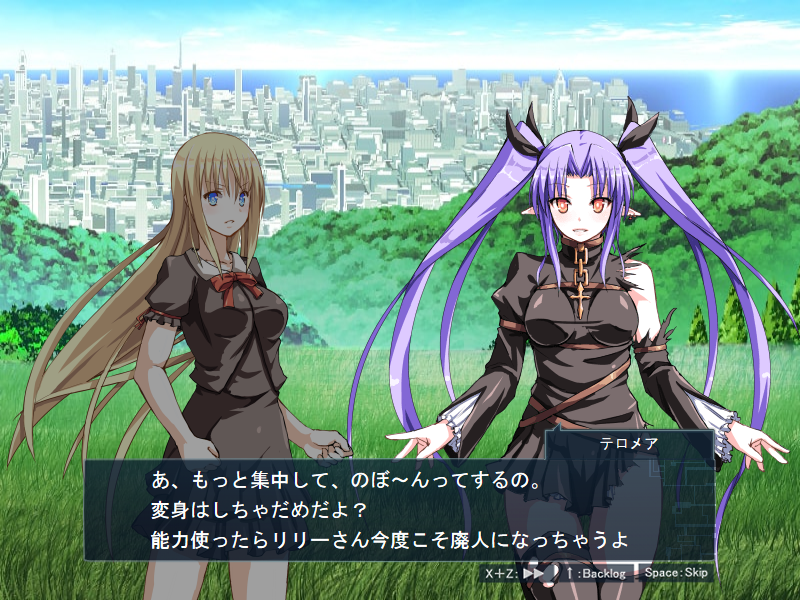 テロメア
あ、もっと集中して、のぼ～んってするの。
変身はしちゃだめだよ？
能力使ったらリリーさん今度こそ廃人になっちゃうよ
X+Z:▶▶ ↑:Backlog Space:Skip